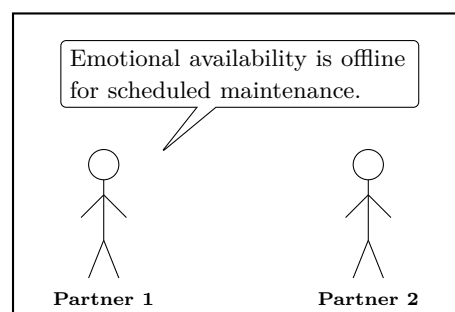 Emotional availability is offline
for scheduled maintenance.
Partner 1
Partner 2